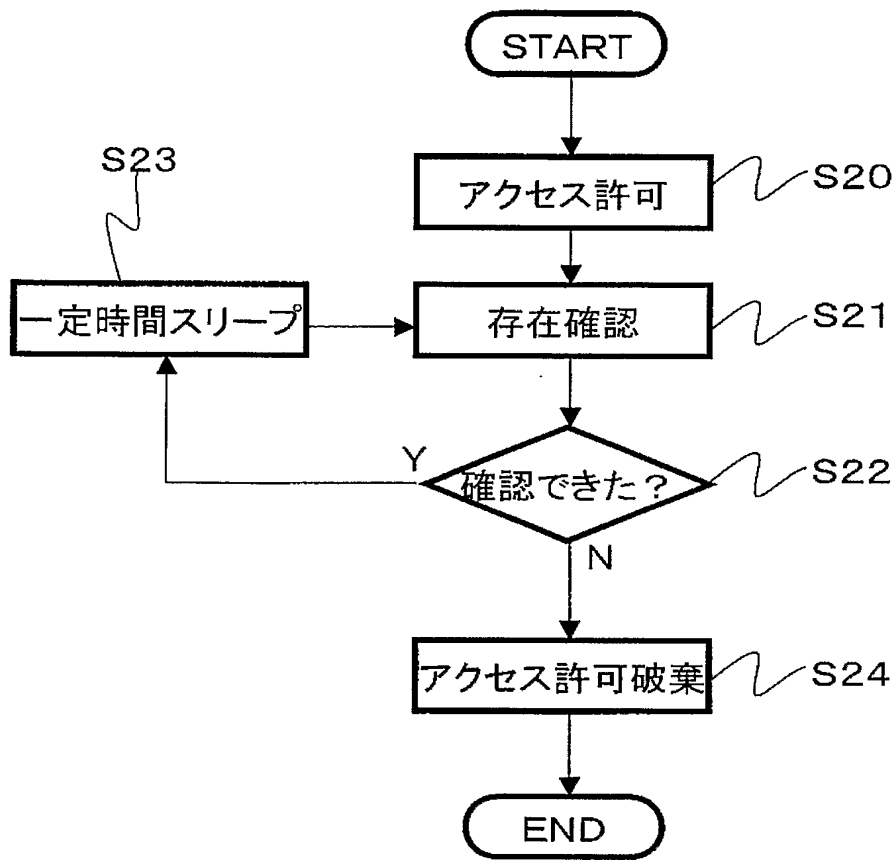 START
アクセス許可
S20
S23
一定時間スリープ
存在確認
S21
Y
確認できた？
S22
N
アクセス許可破棄
S24
END